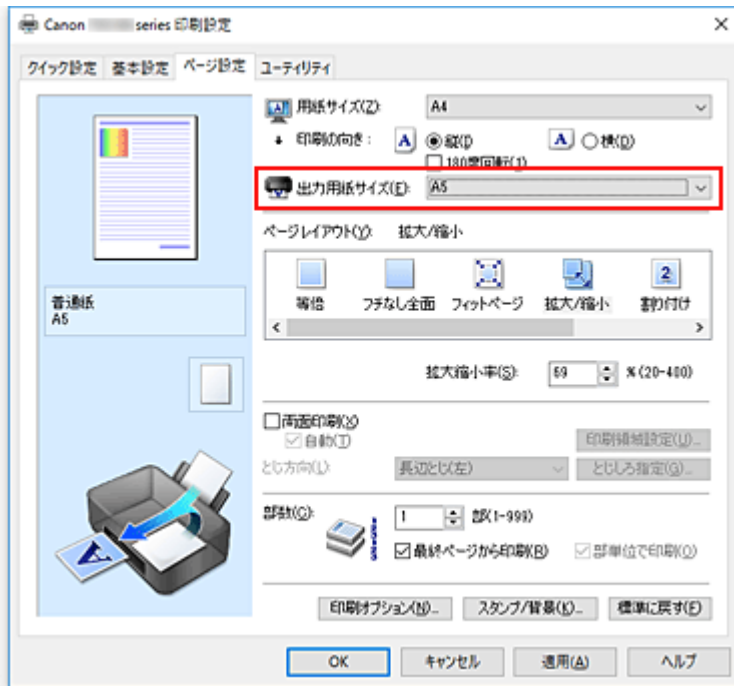 Canon series 印刷設定
クイック設定 基本設定 ページ設定 ユーティリティ
用紙サイズ(Z): A4
印刷の向き: A 縦(I) A 横(D)
180度回転(1)
出力用紙サイズ(E): A5
ページレイアウト(Y): 拡大/縮小
等倍 フチなし全面 フィットページ 拡大/縮小 割り付け
普通紙
A5
拡大縮小率(S): 69 % (20-400)
両面印刷(X)
自動(T)
印刷領域設定(U)...
とじ方向(L): 長辺とじ(左) とじしろ指定(G)...
部数(C): 1 部(1-999)
最終ページから印刷(R) 部単位で印刷(O)
印刷オプション(N)... スタンプ/背景(K)... 標準に戻す(F)
OK キャンセル 適用(A) ヘルプ